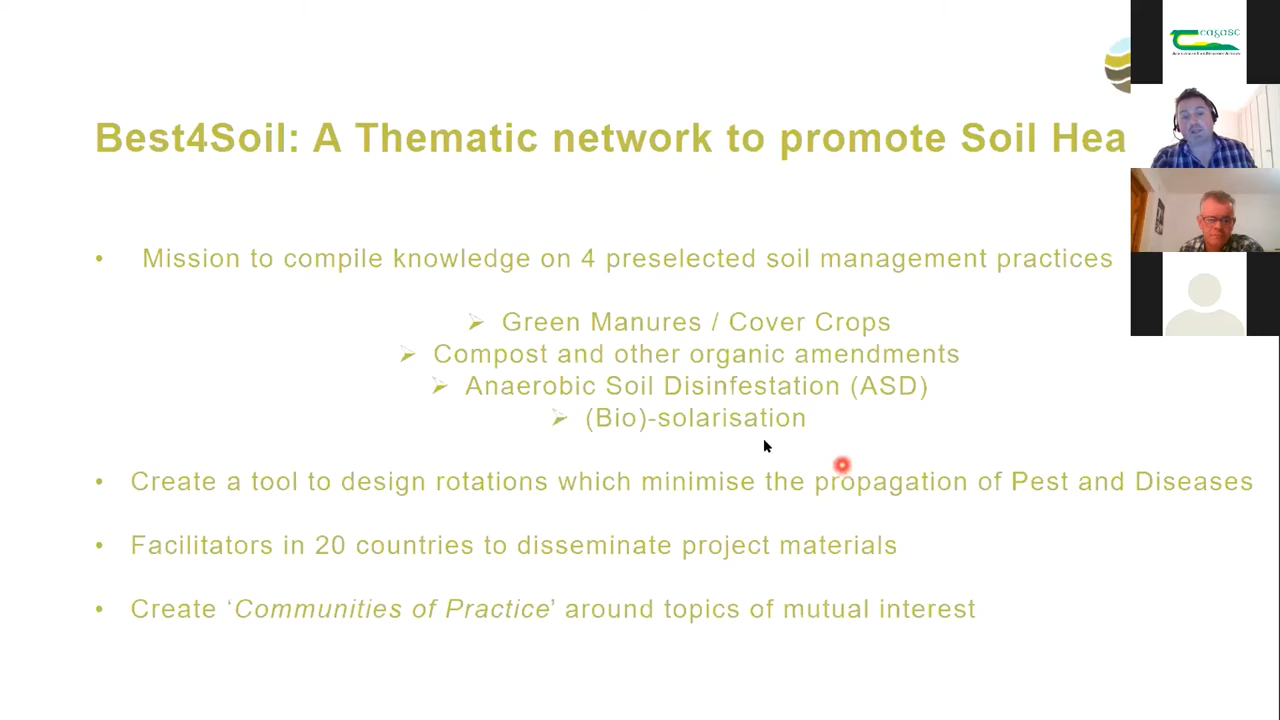 Best4Soil: A Thematic network to promote Soil Hea
• Mission to compile knowledge on 4 preselected soil management practices
➢ Green Manures / Cover Crops
➢ Compost and other organic amendments
➢ Anaerobic Soil Disinfestation (ASD)
➢ (Bio)-solarisation
• Create a tool to design rotations which minimise the propagation of Pest and Diseases
• Facilitators in 20 countries to disseminate project materials
• Create ‘Communities of Practice’ around topics of mutual interest
Teagasc